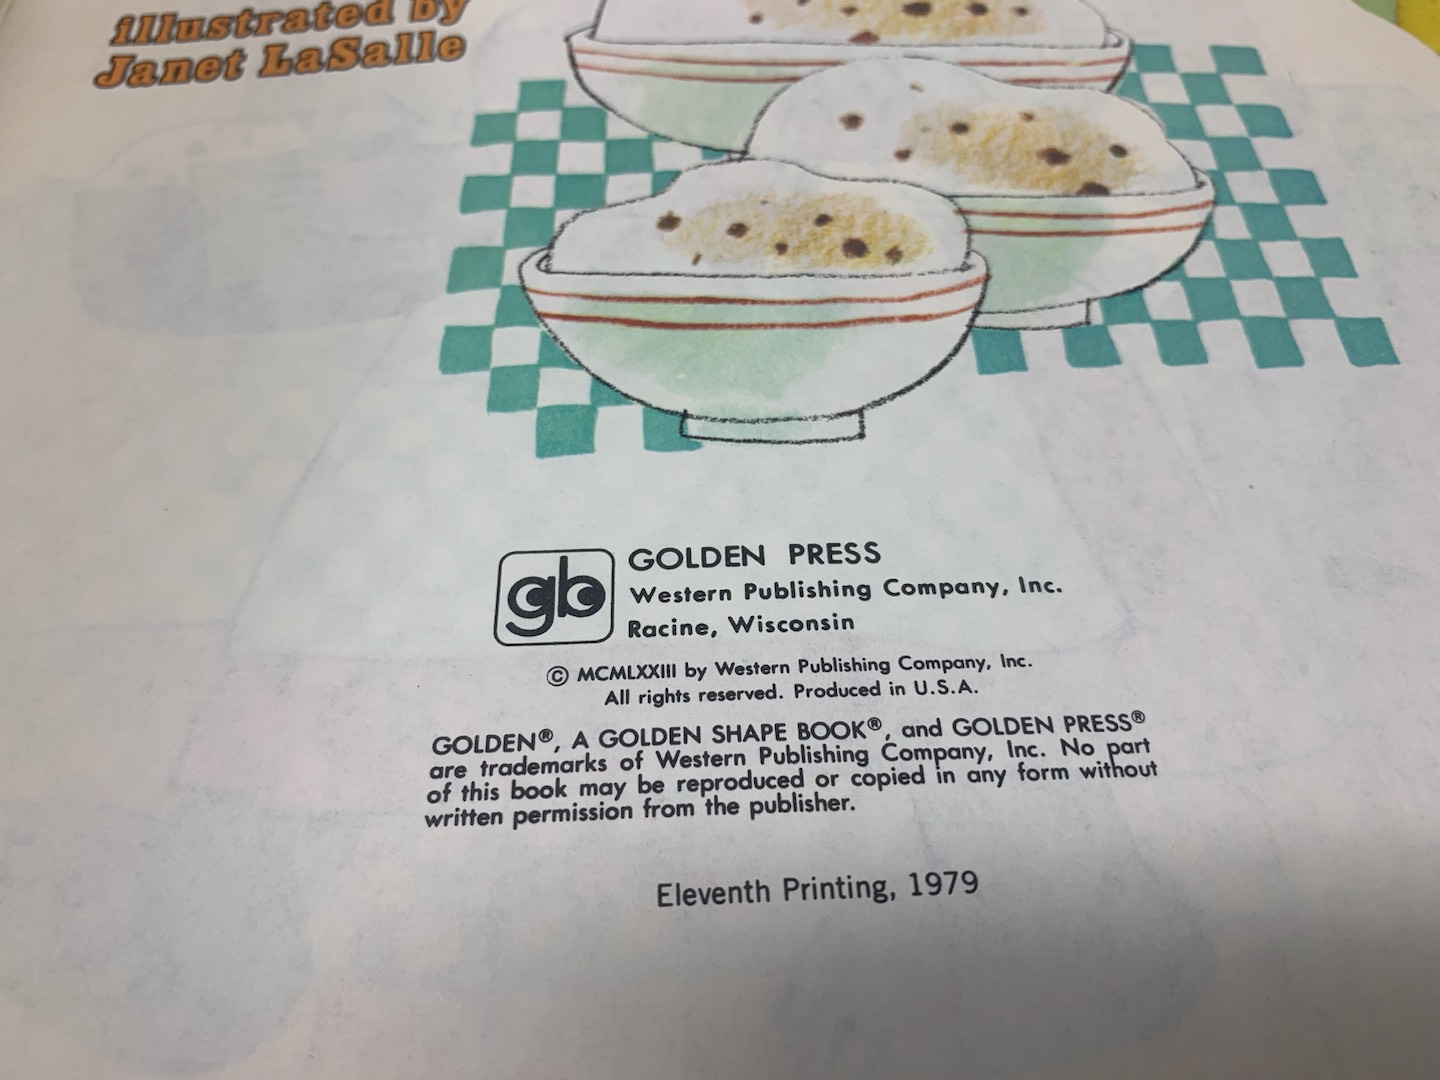 illustrated by
Janet LaSalle
gb
GOLDEN PRESS
Western Publishing Company, Inc.
Racine, Wisconsin
© MCMLXXIII by Western Publishing Company, Inc.
All rights reserved. Produced in U.S.A.
GOLDEN®, A GOLDEN SHAPE BOOK®, and GOLDEN PRESS®
are trademarks of Western Publishing Company, Inc. No part
of this book may be reproduced or copied in any form without
written permission from the publisher.
Eleventh Printing, 1979